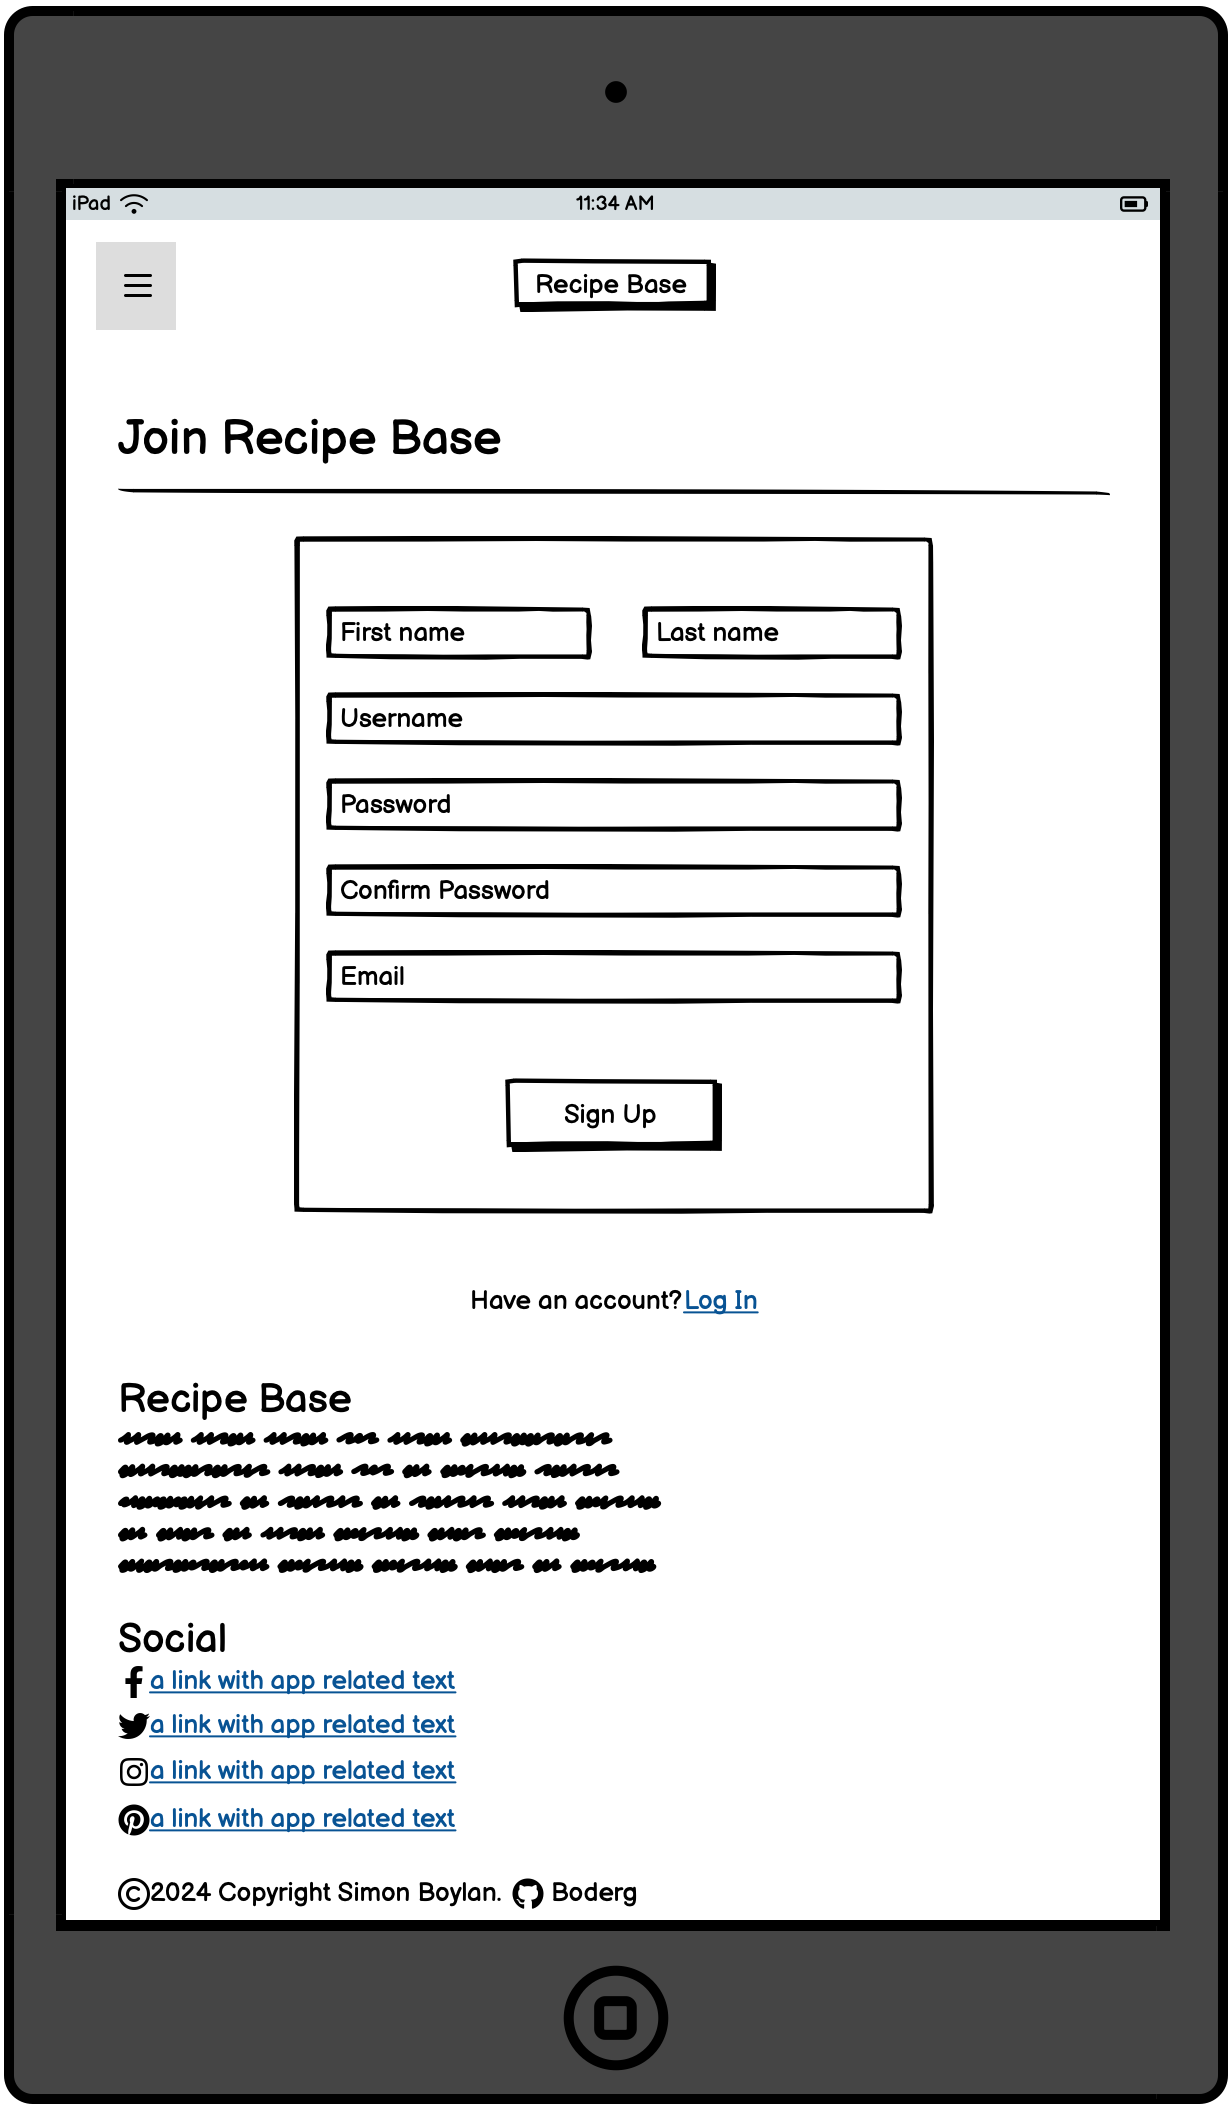 iPad 11:34 AM
Recipe Base
Join Recipe Base
First name Last name
Username
Password
Confirm Password
Email
Sign Up
Have an account? Log In
Recipe Base
Social
a link with app related text
a link with app related text
a link with app related text
a link with app related text
©2024 Copyright Simon Boylan. Boderg